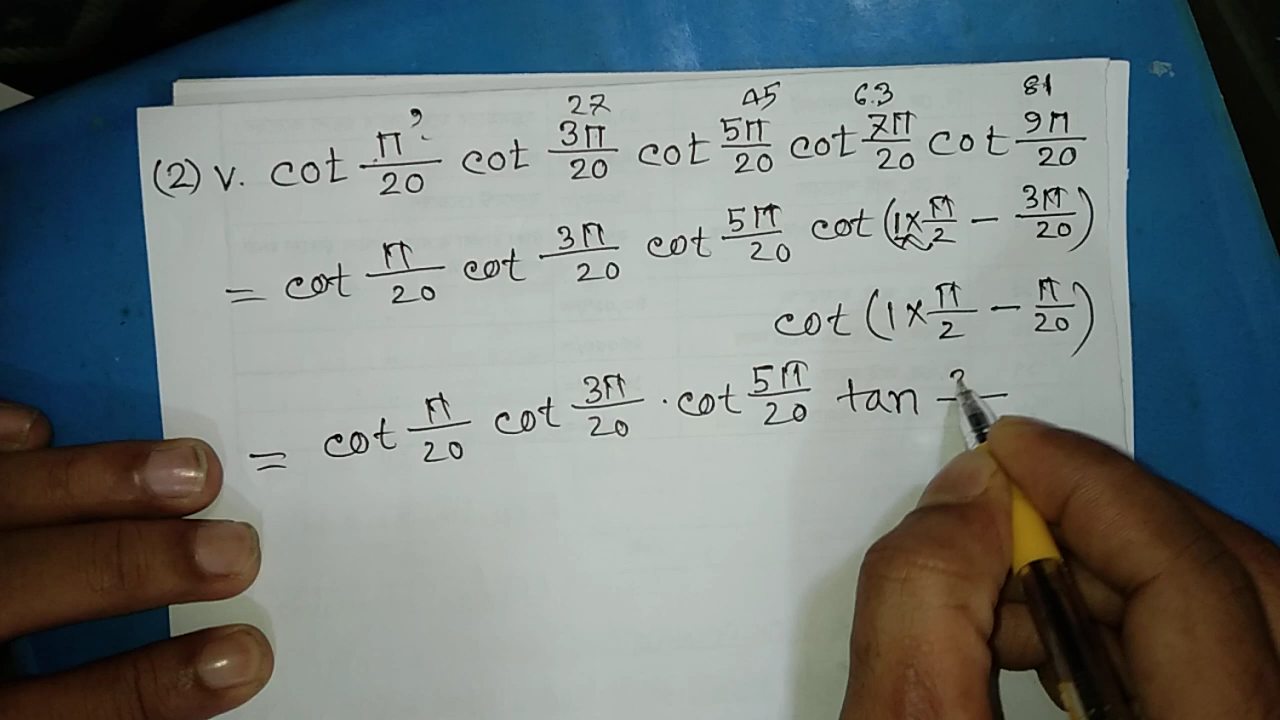 9 27 45 63 81
(2) v. cot π/20 cot 3π/20 cot 5π/20 cot 7π/20 cot 9π/20
= cot π/20 cot 3π/20 cot 5π/20 cot (1×π/2 − 3π/20)
cot (1×π/2 − π/20)
= cot π/20 cot 3π/20 · cot 5π/20 tan